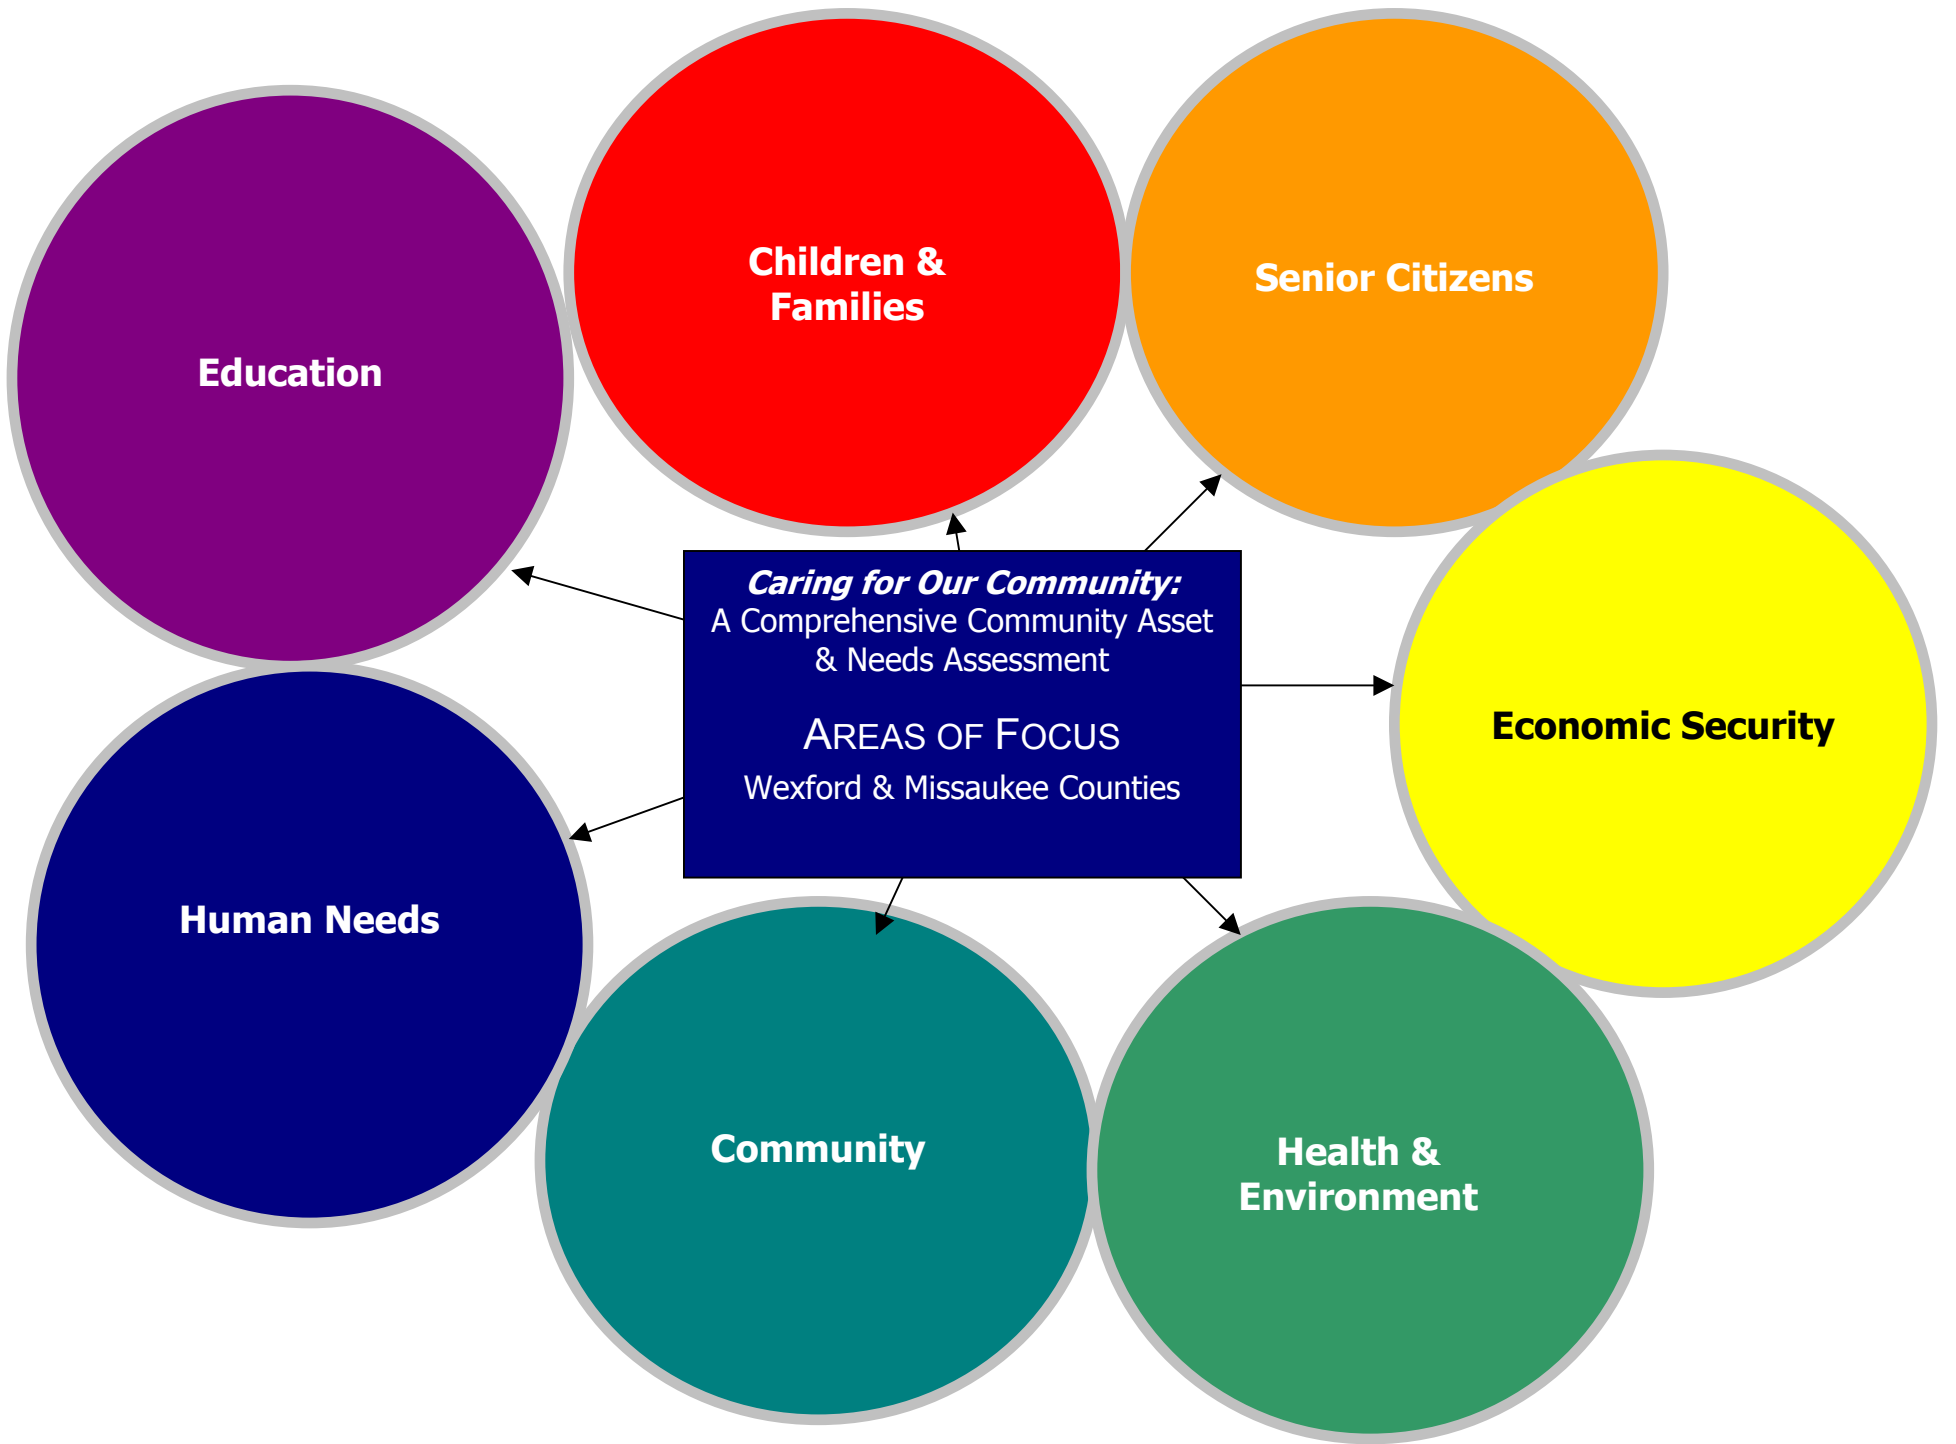 Children &
Families
Senior Citizens
Education
Caring for Our Community:
A Comprehensive Community Asset
& Needs Assessment
AREAS OF FOCUS
Wexford & Missaukee Counties
Economic Security
Human Needs
Community
Health &
Environment